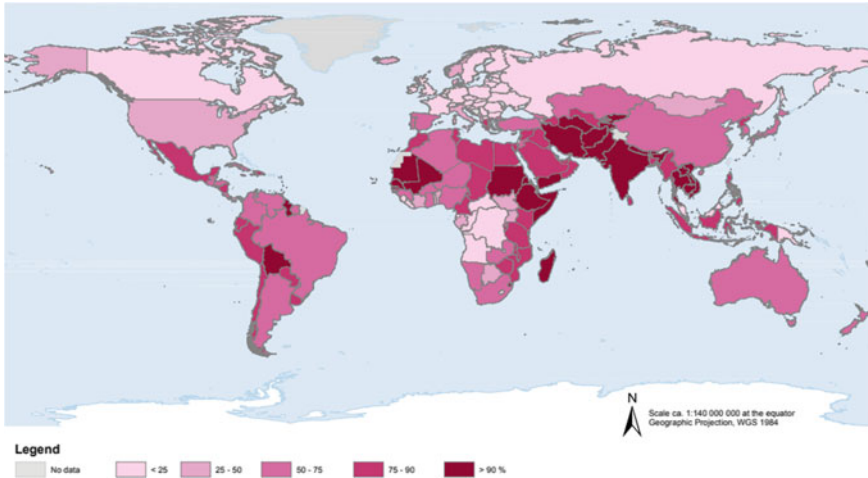 N
Scale ca. 1:140 000 000 at the equator
Geographic Projection, WGS 1984
Legend
No data
< 25
25 - 50
50 - 75
75 - 90
> 90 %